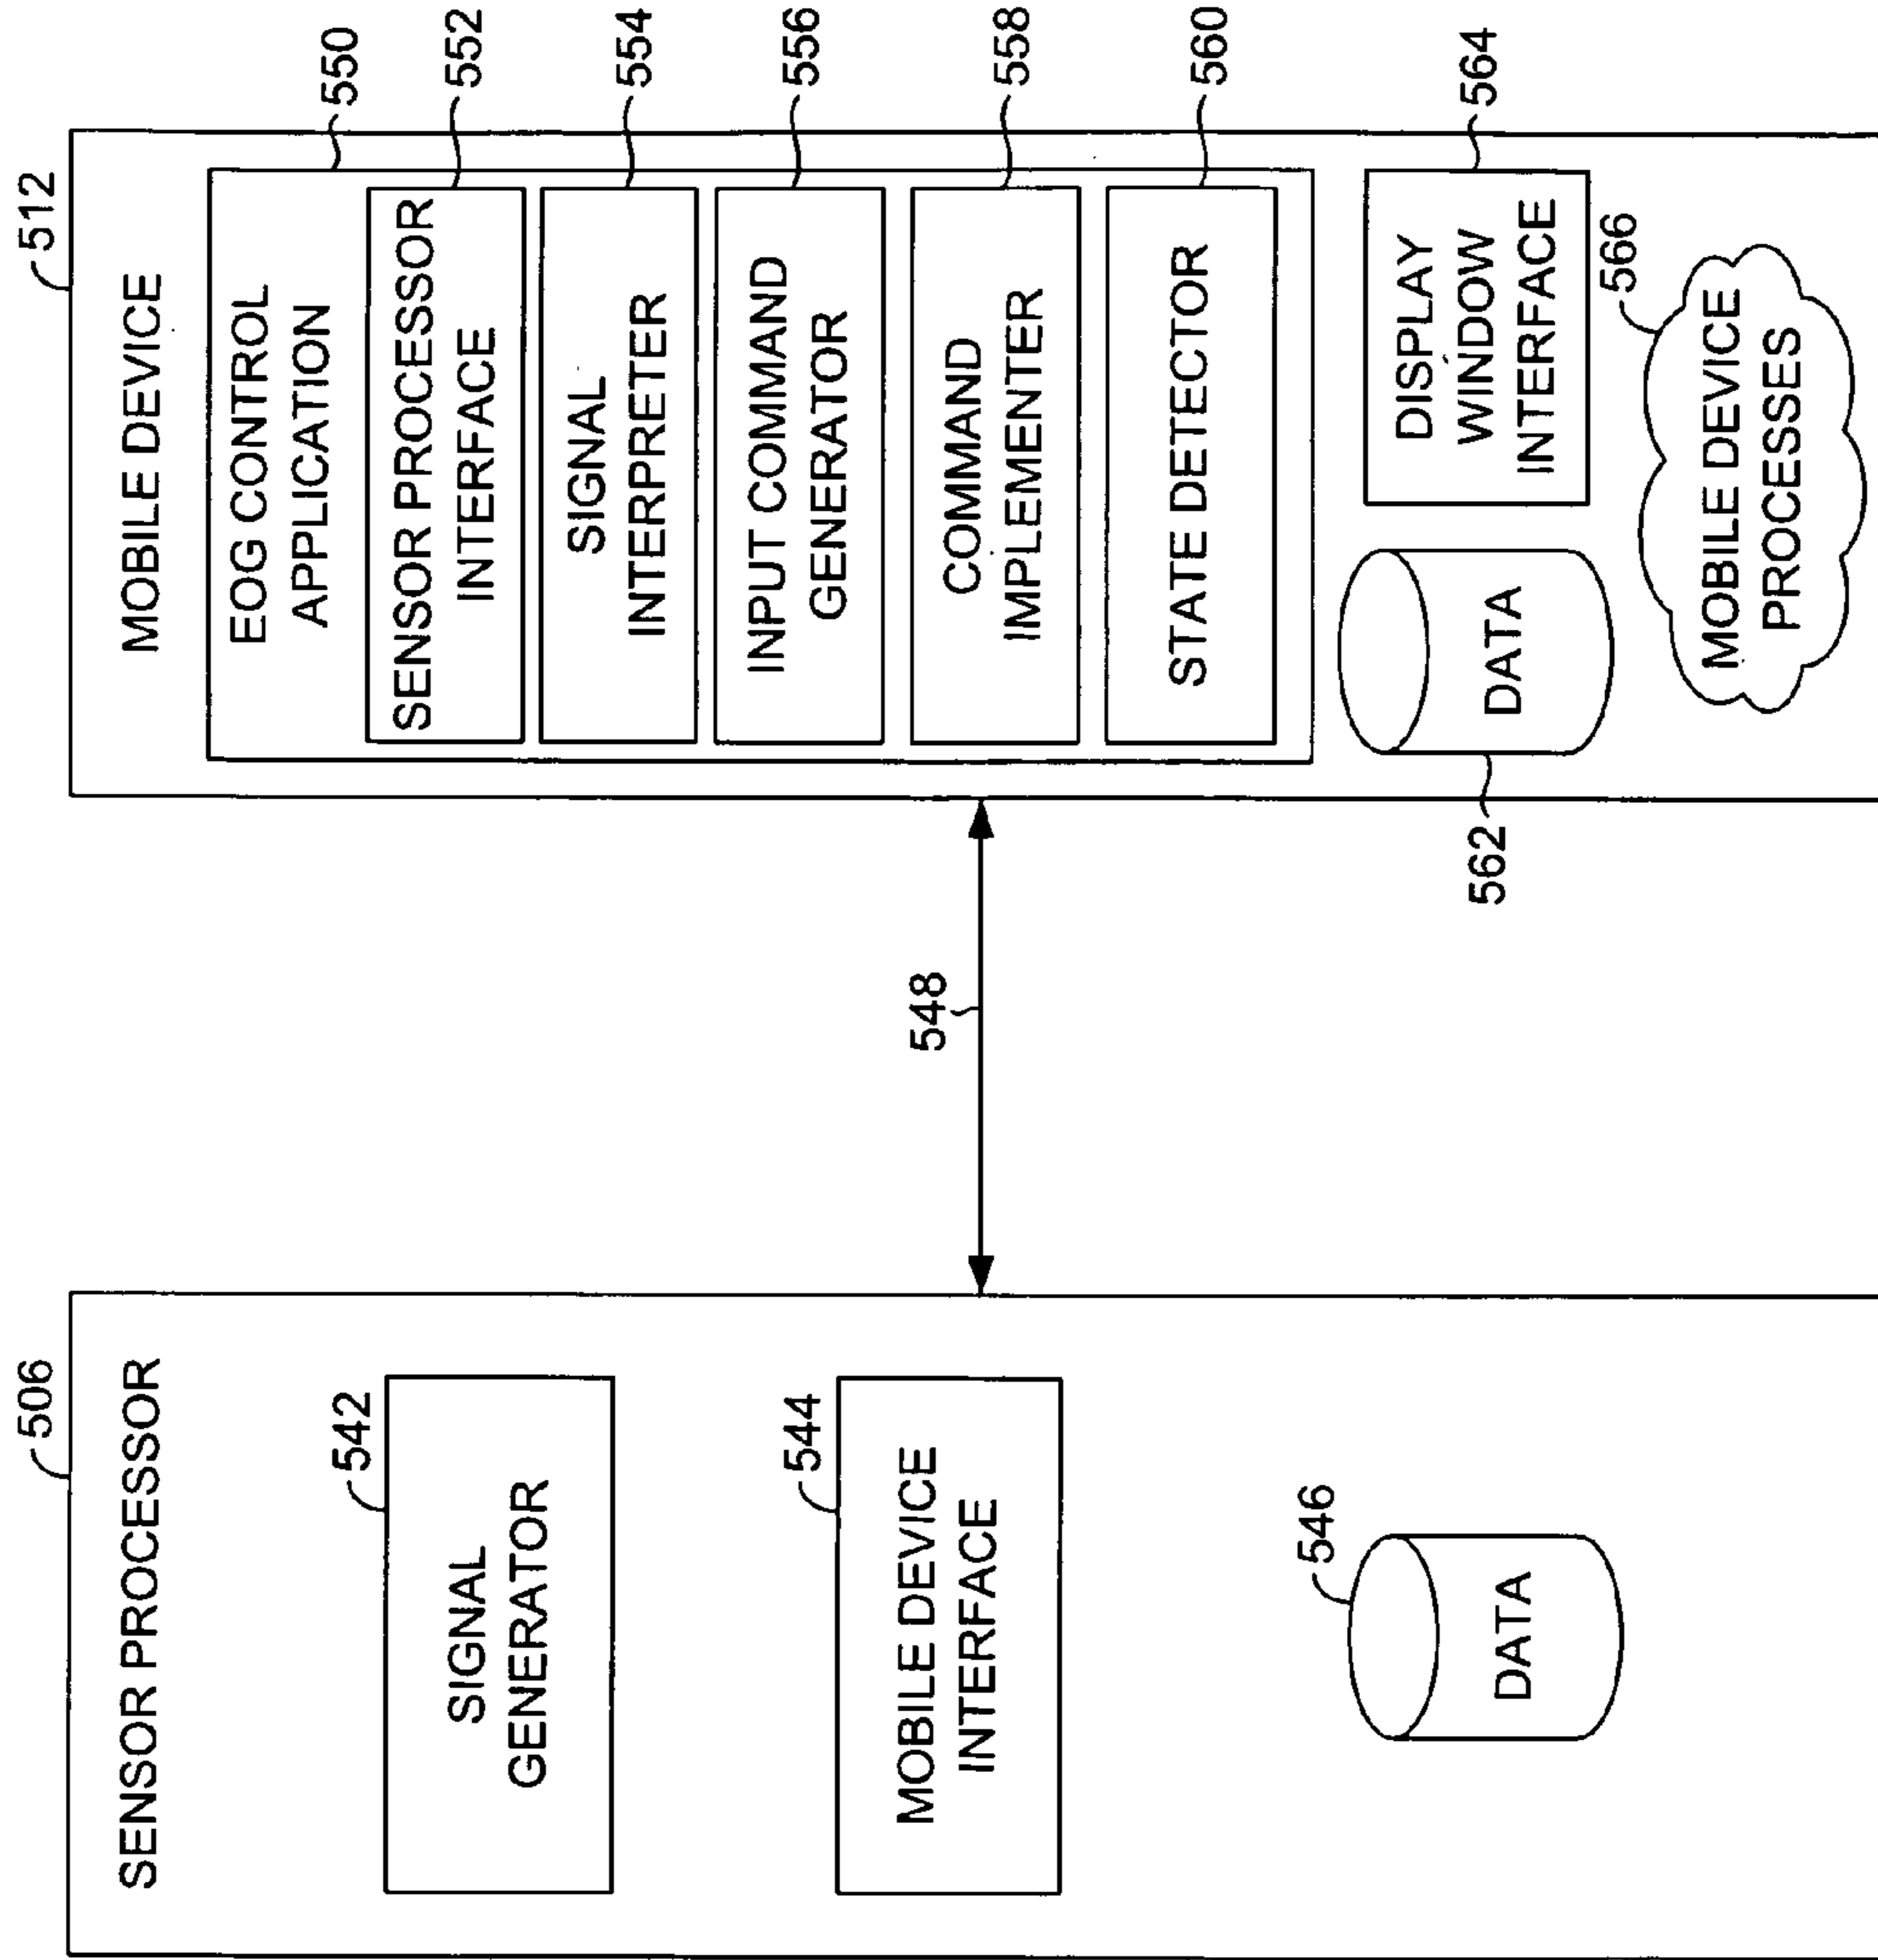 506
SENSOR PROCESSOR
542
SIGNAL
GENERATOR
544
MOBILE DEVICE
INTERFACE
546
DATA
548
512
MOBILE DEVICE
550
EOG CONTROL
APPLICATION
552
SENSOR PROCESSOR
INTERFACE
554
SIGNAL
INTERPRETER
556
INPUT COMMAND
GENERATOR
558
COMMAND
IMPLEMENTER
560
STATE DETECTOR
562
DATA
564
DISPLAY
WINDOW
INTERFACE
566
MOBILE DEVICE
PROCESSES